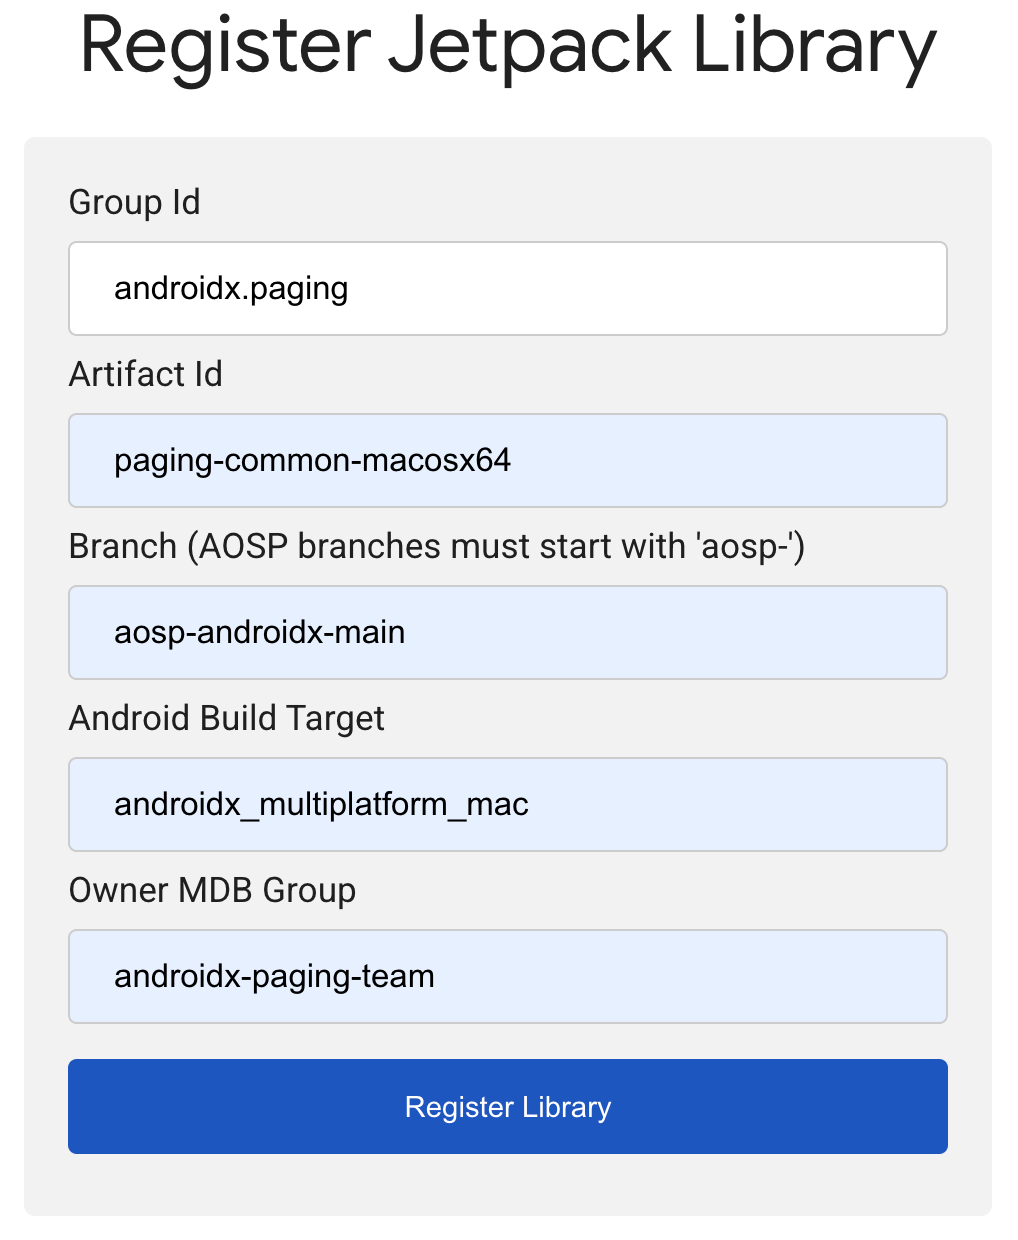 Register Jetpack Library
Group Id
androidx.paging
Artifact Id
paging-common-macosx64
Branch (AOSP branches must start with 'aosp-')
aosp-androidx-main
Android Build Target
androidx_multiplatform_mac
Owner MDB Group
androidx-paging-team
Register Library